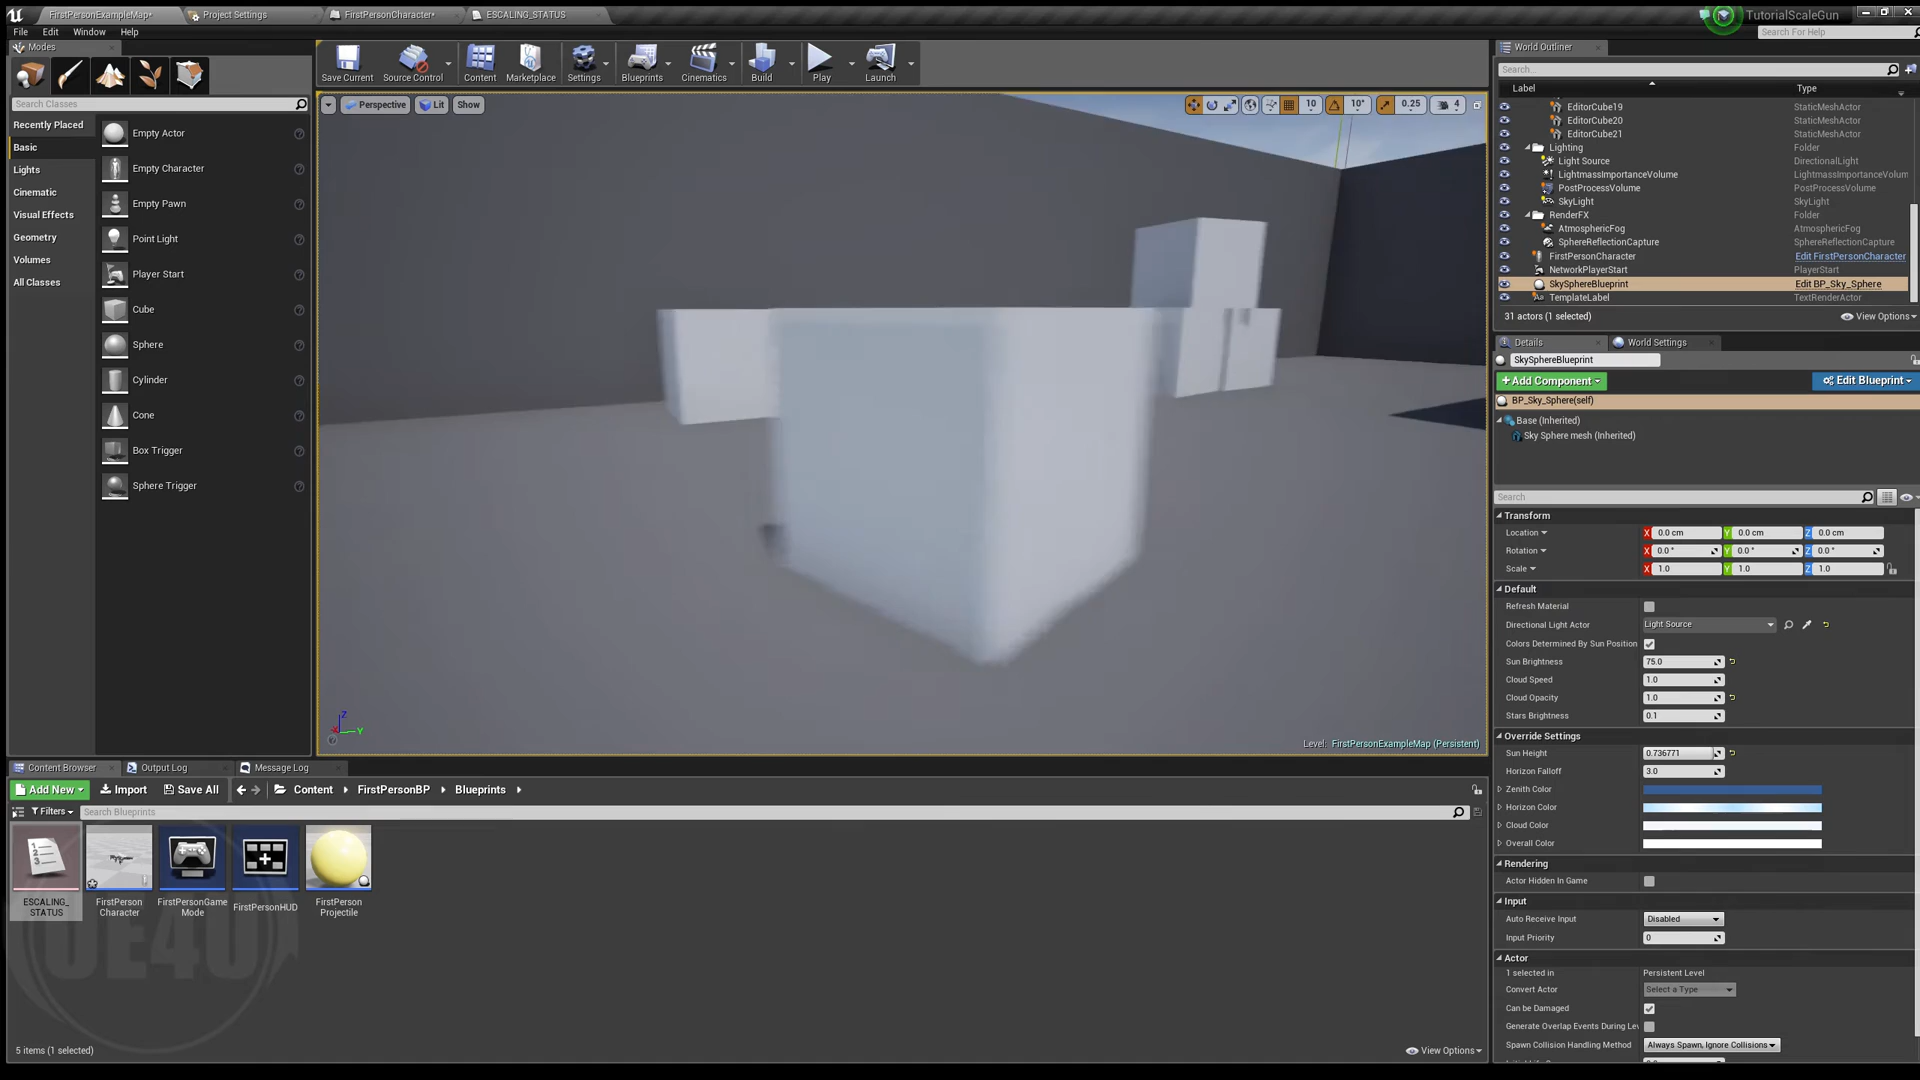 FirstPersonExampleMap*
Project Settings
FirstPersonCharacter*
ESCALING_STATUS
TutorialScaleGun
File
Edit
Window
Help
Search For Help
Modes
Search Classes
Recently Placed
Basic
Lights
Cinematic
Visual Effects
Geometry
Volumes
All Classes
Empty Actor
Empty Character
Empty Pawn
Point Light
Player Start
Cube
Sphere
Cylinder
Cone
Box Trigger
Sphere Trigger
Save Current
Source Control
Content
Marketplace
Settings
Blueprints
Cinematics
Build
Play
Launch
Perspective
Lit
Show
10
10°
0.25
4
Z
X
Y
Level: FirstPersonExampleMap (Persistent)
World Outliner
Search...
Label
Type
EditorCube19 StaticMeshActor
EditorCube20 StaticMeshActor
EditorCube21 StaticMeshActor
Lighting Folder
Light Source DirectionalLight
LightmassImportanceVolume LightmassImportanceVolum
PostProcessVolume PostProcessVolume
SkyLight SkyLight
RenderFX Folder
AtmosphericFog AtmosphericFog
SphereReflectionCapture SphereReflectionCapture
FirstPersonCharacter Edit FirstPersonCharacter
NetworkPlayerStart PlayerStart
SkySphereBlueprint Edit BP_Sky_Sphere
TemplateLabel TextRenderActor
31 actors (1 selected)
View Options
Details
World Settings
SkySphereBlueprint
Add Component
Edit Blueprint
BP_Sky_Sphere(self)
Base (Inherited)
Sky Sphere mesh (Inherited)
Search
Transform
Location X 0.0 cm Y 0.0 cm Z 0.0 cm
Rotation X 0.0 ° Y 0.0 ° Z 0.0 °
Scale X 1.0 Y 1.0 Z 1.0
Default
Refresh Material
Directional Light Actor Light Source
Colors Determined By Sun Position
Sun Brightness 75.0
Cloud Speed 1.0
Cloud Opacity 1.0
Stars Brightness 0.1
Override Settings
Sun Height 0.736771
Horizon Falloff 3.0
Zenith Color
Horizon Color
Cloud Color
Overall Color
Rendering
Actor Hidden In Game
Input
Auto Receive Input Disabled
Input Priority 0
Actor
1 selected in Persistent Level
Convert Actor Select a Type
Can be Damaged
Generate Overlap Events During Lev
Spawn Collision Handling Method Always Spawn, Ignore Collisions
Content Browser
Output Log
Message Log
Add New
Import
Save All
Content
FirstPersonBP
Blueprints
Filters
Search Blueprints
ESCALING_
STATUS
FirstPerson
Character
FirstPersonGame
Mode
FirstPersonHUD
FirstPerson
Projectile
UE4U
5 items (1 selected)
View Options